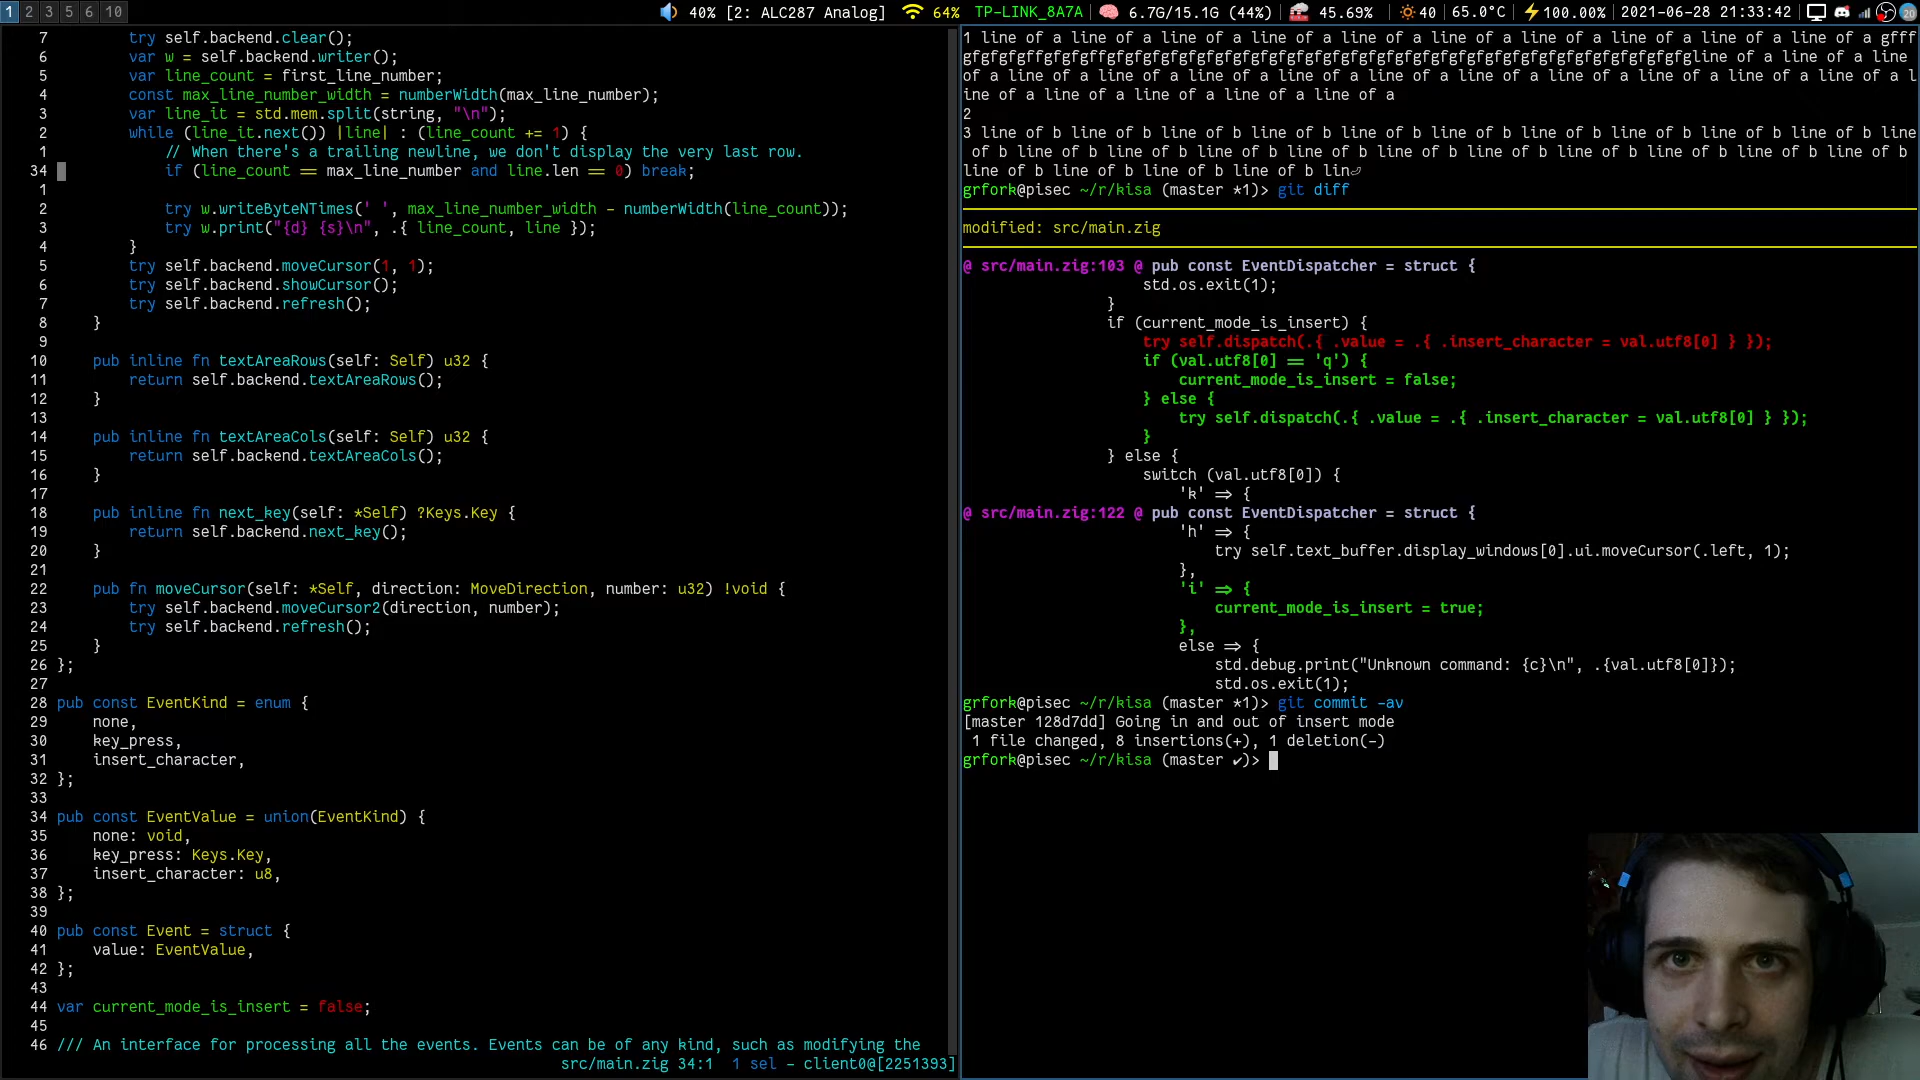 1 2 3 5 6 10
40% [2: ALC287 Analog] 64% TP-LINK_8A7A 6.7G/15.1G (44%) 45.69% 40 65.0°C 100.00% 2021-06-28 21:33:42 20
7 try self.backend.clear();
6 var w = self.backend.writer();
5 var line_count = first_line_number;
4 const max_line_number_width = numberWidth(max_line_number);
3 var line_it = std.mem.split(string, "\n");
2 while (line_it.next()) |line| : (line_count += 1) {
1 // When there's a trailing newline, we don't display the very last row.
34 if (line_count == max_line_number and line.len == 0) break;
1
2 try w.writeByteNTimes(' ', max_line_number_width - numberWidth(line_count));
3 try w.print("{d} {s}\n", .{ line_count, line });
4 }
5 try self.backend.moveCursor(1, 1);
6 try self.backend.showCursor();
7 try self.backend.refresh();
8 }
9
10 pub inline fn textAreaRows(self: Self) u32 {
11 return self.backend.textAreaRows();
12 }
13
14 pub inline fn textAreaCols(self: Self) u32 {
15 return self.backend.textAreaCols();
16 }
17
18 pub inline fn next_key(self: *Self) ?Keys.Key {
19 return self.backend.next_key();
20 }
21
22 pub fn moveCursor(self: *Self, direction: MoveDirection, number: u32) !void {
23 try self.backend.moveCursor2(direction, number);
24 try self.backend.refresh();
25 }
26 };
27
28 pub const EventKind = enum {
29 none,
30 key_press,
31 insert_character,
32 };
33
34 pub const EventValue = union(EventKind) {
35 none: void,
36 key_press: Keys.Key,
37 insert_character: u8,
38 };
39
40 pub const Event = struct {
41 value: EventValue,
42 };
43
44 var current_mode_is_insert = false;
45
46 /// An interface for processing all the events. Events can be of any kind, such as modifying the
src/main.zig 34:1 1 sel - client0@[2251393]
1 line of a line of a line of a line of a line of a line of a line of a line of a line of a line of a gfff
gfgfgfgffgfgfgfgffgfgfgfgfgfgfgfgfgfgfgfgfgfgfgfgfgfgfgfgfgfgfgfgfgfgfgfgfgfgfgfgline of a line of a line
of a line of a line of a line of a line of a line of a line of a line of a line of a line of a line of a l
ine of a line of a line of a line of a line of a
2
3 line of b line of b line of b line of b line of b line of b line of b line of b line of b line of b line
of b line of b line of b line of b line of b line of b line of b line of b line of b line of b line of b
line of b line of b line of b line of b lin⏎
grfork@pisec ~/r/kisa (master *1)> git diff
modified: src/main.zig
@ src/main.zig:103 @ pub const EventDispatcher = struct {
std.os.exit(1);
}
if (current_mode_is_insert) {
try self.dispatch(.{ .value = .{ .insert_character = val.utf8[0] } });
if (val.utf8[0] == 'q') {
current_mode_is_insert = false;
} else {
try self.dispatch(.{ .value = .{ .insert_character = val.utf8[0] } });
}
} else {
switch (val.utf8[0]) {
'k' => {
@ src/main.zig:122 @ pub const EventDispatcher = struct {
'h' => {
try self.text_buffer.display_windows[0].ui.moveCursor(.left, 1);
},
'i' => {
current_mode_is_insert = true;
},
else => {
std.debug.print("Unknown command: {c}\n", .{val.utf8[0]});
std.os.exit(1);
grfork@pisec ~/r/kisa (master *1)> git commit -av
[master 128d7dd] Going in and out of insert mode
1 file changed, 8 insertions(+), 1 deletion(-)
grfork@pisec ~/r/kisa (master ✔)>